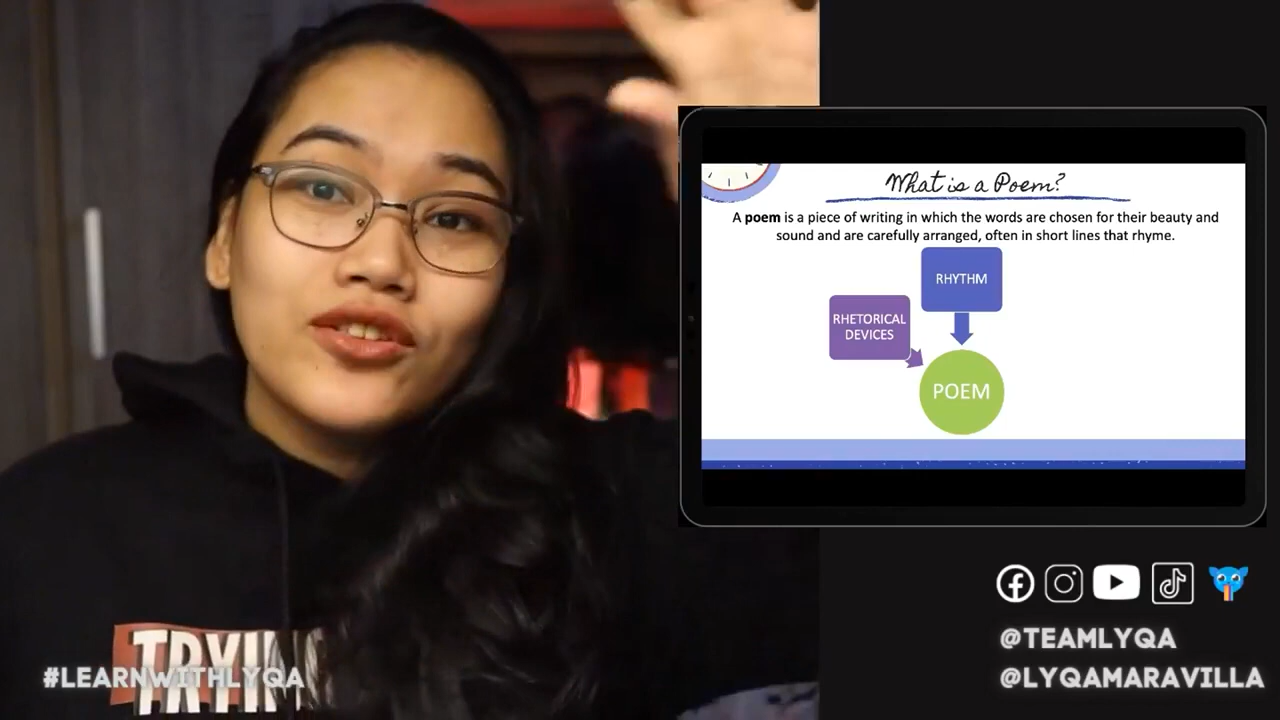 What is a Poem?
A poem is a piece of writing in which the words are chosen for their beauty and
sound and are carefully arranged, often in short lines that rhyme.
RHYTHM
RHETORICAL
DEVICES
POEM
TRYING
#LEARNWITHLYQA
@TEAMLYQA
@LYQAMARAVILLA